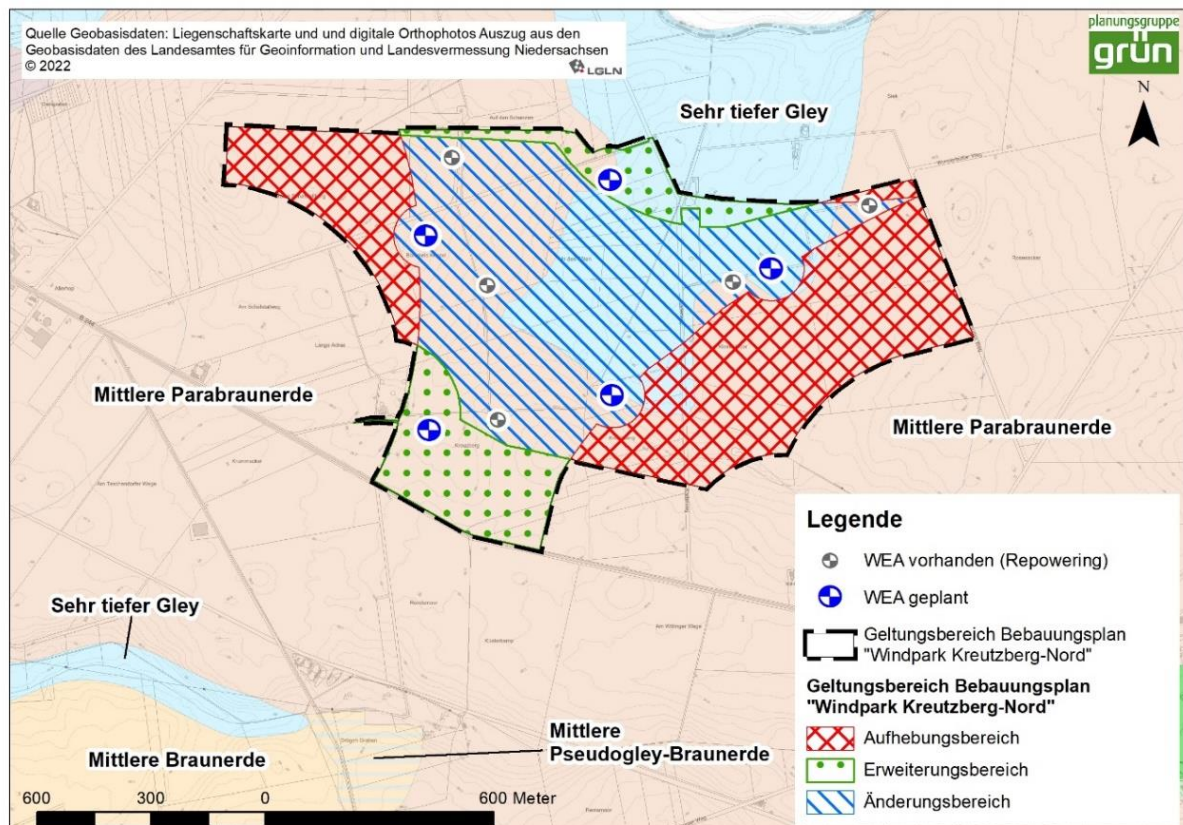 Quelle Geobasisdaten: Liegenschaftskarte und und digitale Orthophotos Auszug aus den
Geobasisdaten des Landesamtes für Geoinformation und Landesvermessung Niedersachsen
© 2022
LGLN
planungsgruppe
grün
N
Sehr tiefer Gley
Mittlere Parabraunerde
Mittlere Parabraunerde
Sehr tiefer Gley
Mittlere Braunerde
Mittlere
Pseudogley-Braunerde
600 300 0 600 Meter
Legende
WEA vorhanden (Repowering)
WEA geplant
Geltungsbereich Bebauungsplan
"Windpark Kreutzberg-Nord"
Geltungsbereich Bebauungsplan
"Windpark Kreutzberg-Nord"
Aufhebungsbereich
Erweiterungsbereich
Änderungsbereich